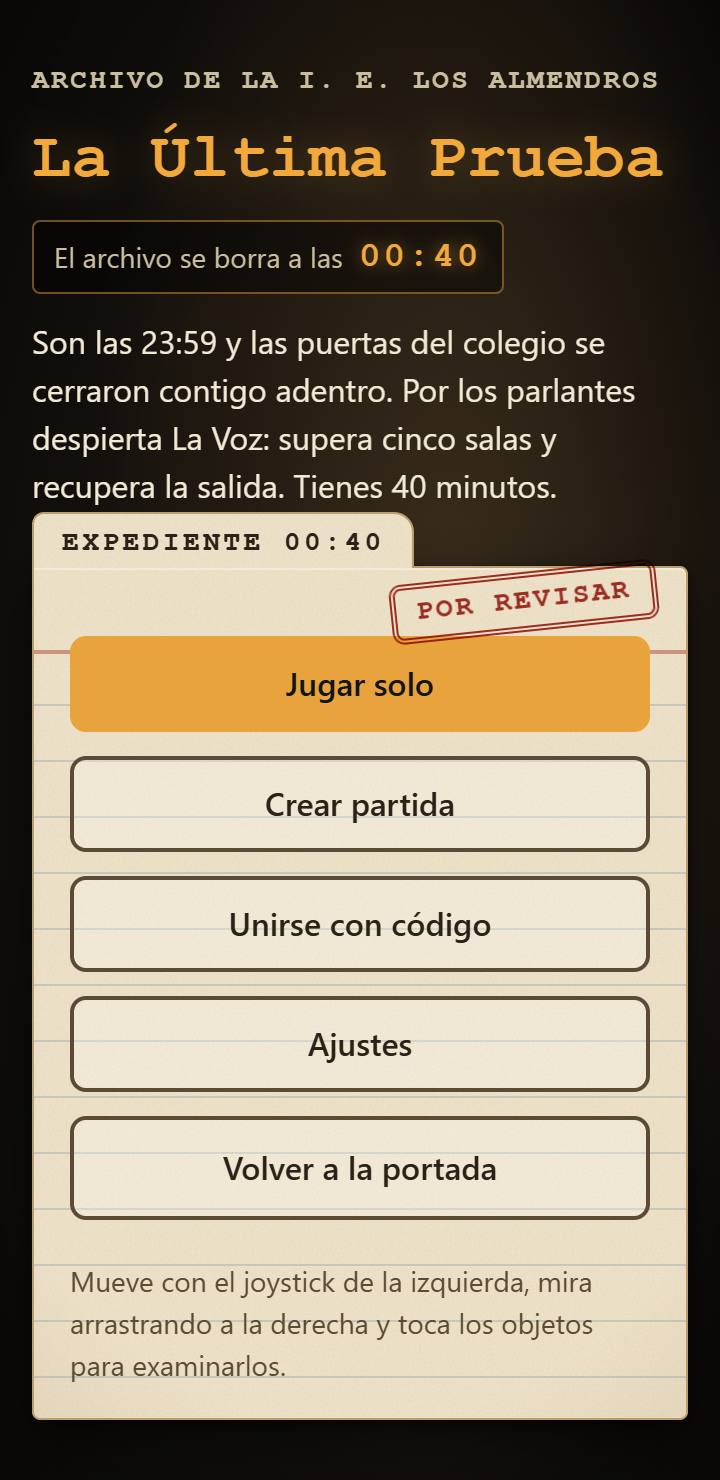 ARCHIVO DE LA I. E. LOS ALMENDROS
La Última Prueba
El archivo se borra a las 00:40
Son las 23:59 y las puertas del colegio se
cerraron contigo adentro. Por los parlantes
despierta La Voz: supera cinco salas y
recupera la salida. Tienes 40 minutos.
EXPEDIENTE 00:40
POR REVISAR
Jugar solo
Crear partida
Unirse con código
Ajustes
Volver a la portada
Mueve con el joystick de la izquierda, mira
arrastrando a la derecha y toca los objetos
para examinarlos.